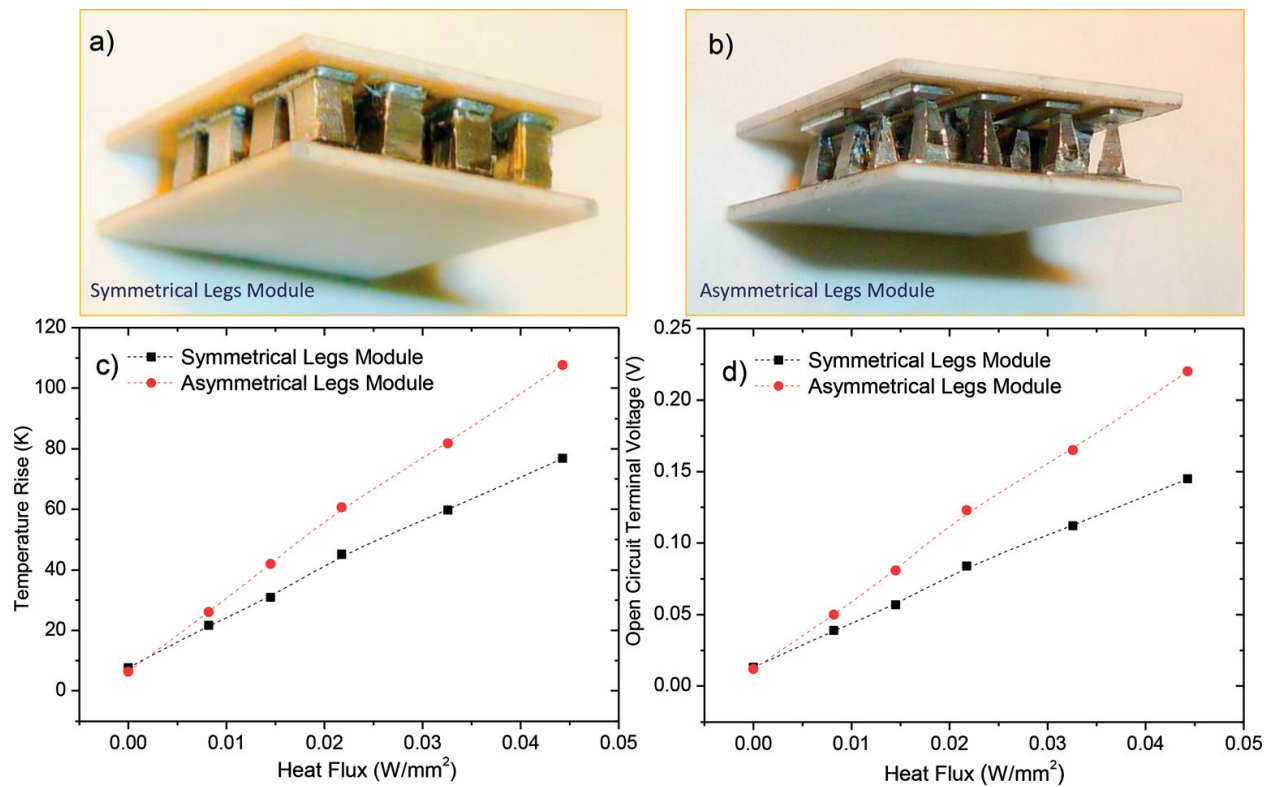 a)
Symmetrical Legs Module
b)
Asymmetrical Legs Module
c)
Symmetrical Legs Module
Asymmetrical Legs Module
Temperature Rise (K)
120
100
80
60
40
20
0
0.00 0.01 0.02 0.03 0.04 0.05
Heat Flux (W/mm²)
d)
Symmetrical Legs Module
Asymmetrical Legs Module
Open Circuit Terminal Voltage (V)
0.25
0.20
0.15
0.10
0.05
0.00
0.00 0.01 0.02 0.03 0.04 0.05
Heat Flux (W/mm²)